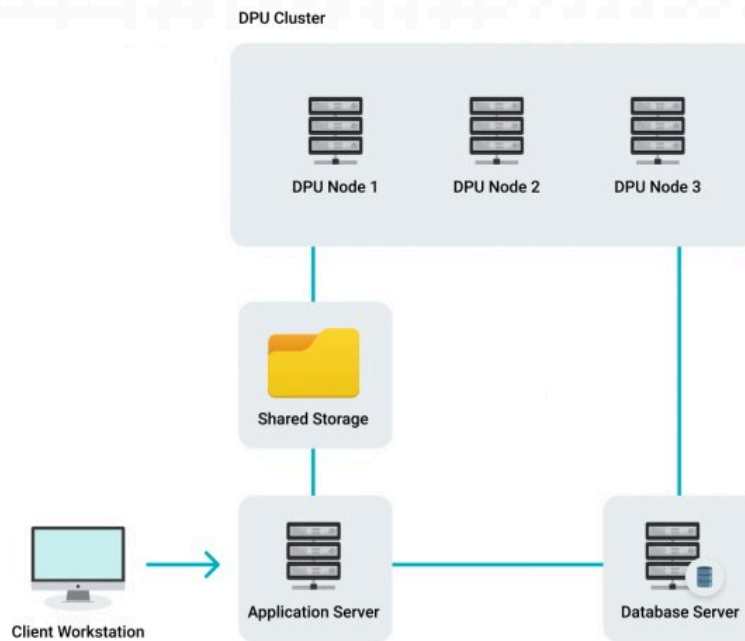 DPU Cluster
DPU Node 1
DPU Node 2
DPU Node 3
Shared Storage
Application Server
Database Server
Client Workstation